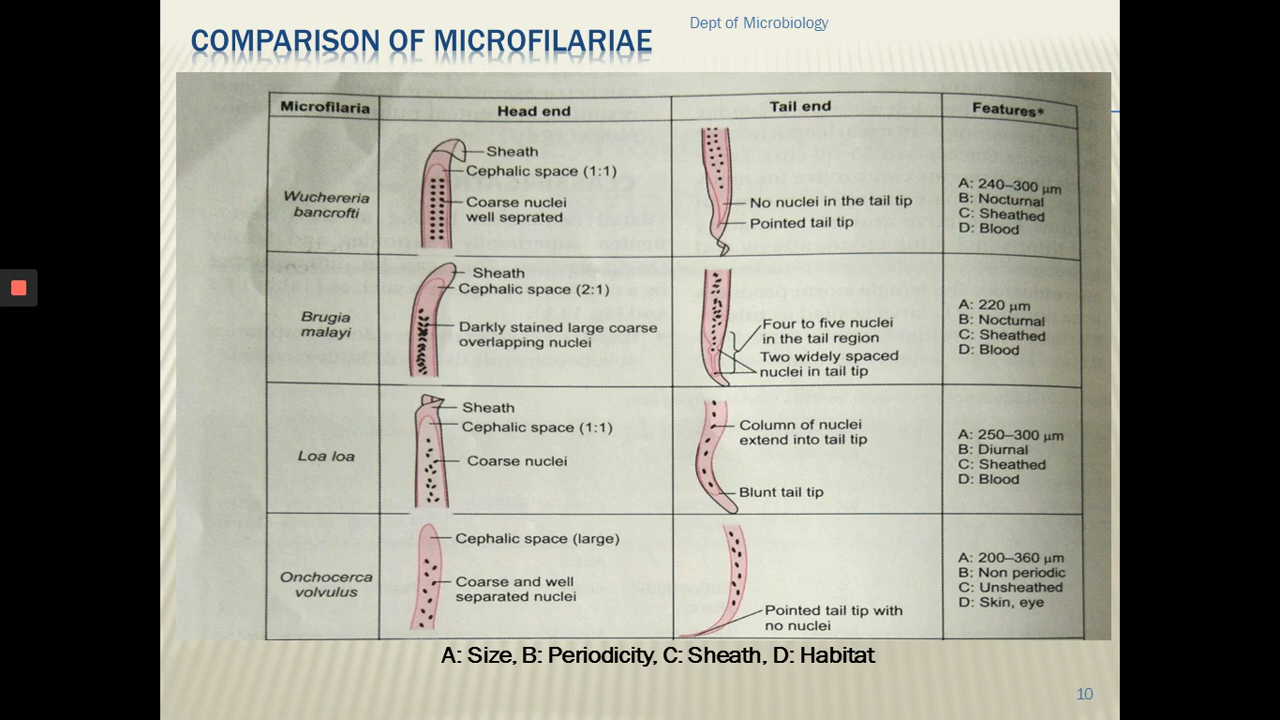 Dept of Microbiology
COMPARISON OF MICROFILARIAE
Microfilaria
Head end
Tail end
Features*
Wuchereria
bancrofti
Sheath
Cephalic space (1:1)
Coarse nuclei
well seprated
No nuclei in the tail tip
Pointed tail tip
A: 240–300 µm
B: Nocturnal
C: Sheathed
D: Blood
Brugia
malayi
Sheath
Cephalic space (2:1)
Darkly stained large coarse
overlapping nuclei
Four to five nuclei
in the tail region
Two widely spaced
nuclei in tail tip
A: 220 µm
B: Nocturnal
C: Sheathed
D: Blood
Loa loa
Sheath
Cephalic space (1:1)
Coarse nuclei
Column of nuclei
extend into tail tip
Blunt tail tip
A: 250–300 µm
B: Diurnal
C: Sheathed
D: Blood
Onchocerca
volvulus
Cephalic space (large)
Coarse and well
separated nuclei
Pointed tail tip with
no nuclei
A: 200–360 µm
B: Non periodic
C: Unsheathed
D: Skin, eye
A: Size, B: Periodicity, C: Sheath, D: Habitat
10